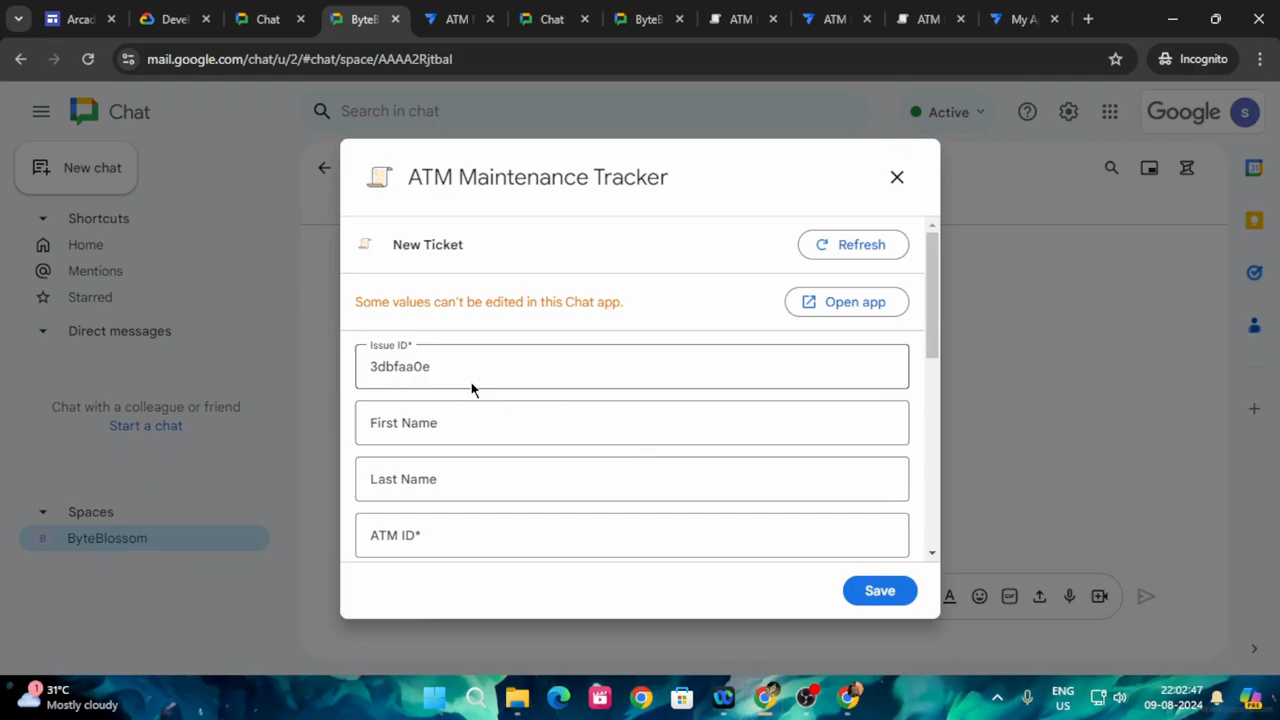 Arcad
Devel
Chat
ByteB
ATM
Chat
ByteB
ATM
ATM
ATM
My A
mail.google.com/chat/u/2/#chat/space/AAAA2Rjtbal
Incognito
Chat
Search in chat
Active
Google
s
New chat
Shortcuts
Home
Mentions
Starred
Direct messages
Chat with a colleague or friend
Start a chat
Spaces
B ByteBlossom
ATM Maintenance Tracker
New Ticket
Refresh
Some values can't be edited in this Chat app.
Open app
Issue ID*
3dbfaa0e
First Name
Last Name
ATM ID*
Save
A
GIF
1
31°C
Mostly cloudy
ENG
US
22:02:47
09-08-2024
PRE